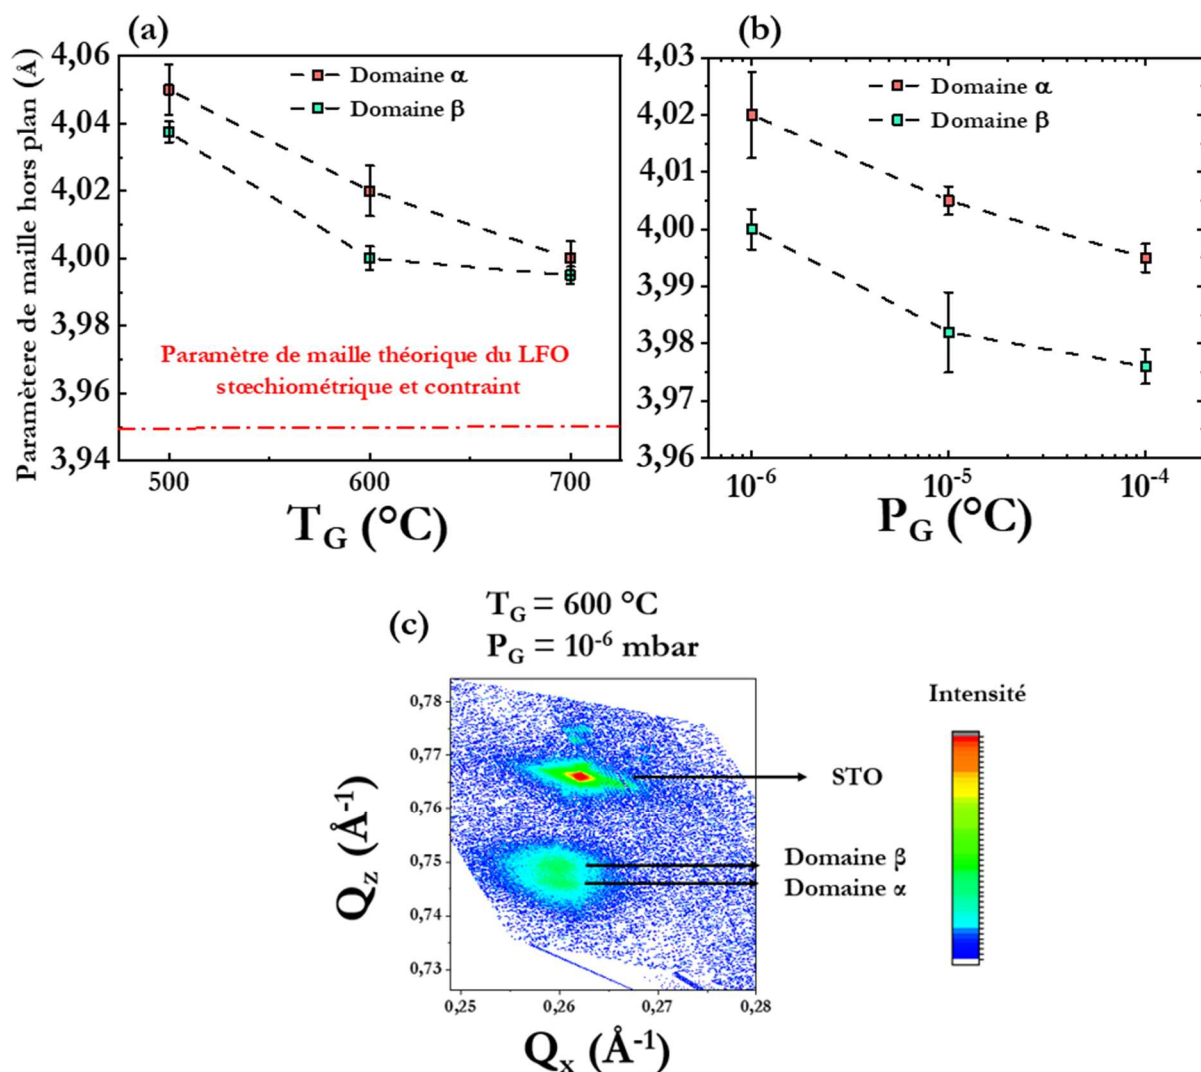 (a)
Paramètere de maille hors plan (Å)
4,06
4,04
4,02
4,00
3,98
3,96
3,94
Domaine α
Domaine β
Paramètre de maille théorique du LFO
stœchiométrique et contraint
500
600
700
T_G (°C)
(b)
4,03
4,02
4,01
4,00
3,99
3,98
3,97
3,96
Domaine α
Domaine β
10⁻⁶
10⁻⁵
10⁻⁴
P_G (°C)
(c)
T_G = 600 °C
P_G = 10⁻⁶ mbar
Q_z (Å⁻¹)
0,78
0,77
0,76
0,75
0,74
0,73
0,25
0,26
0,27
0,28
Q_x (Å⁻¹)
STO
Domaine β
Domaine α
Intensité